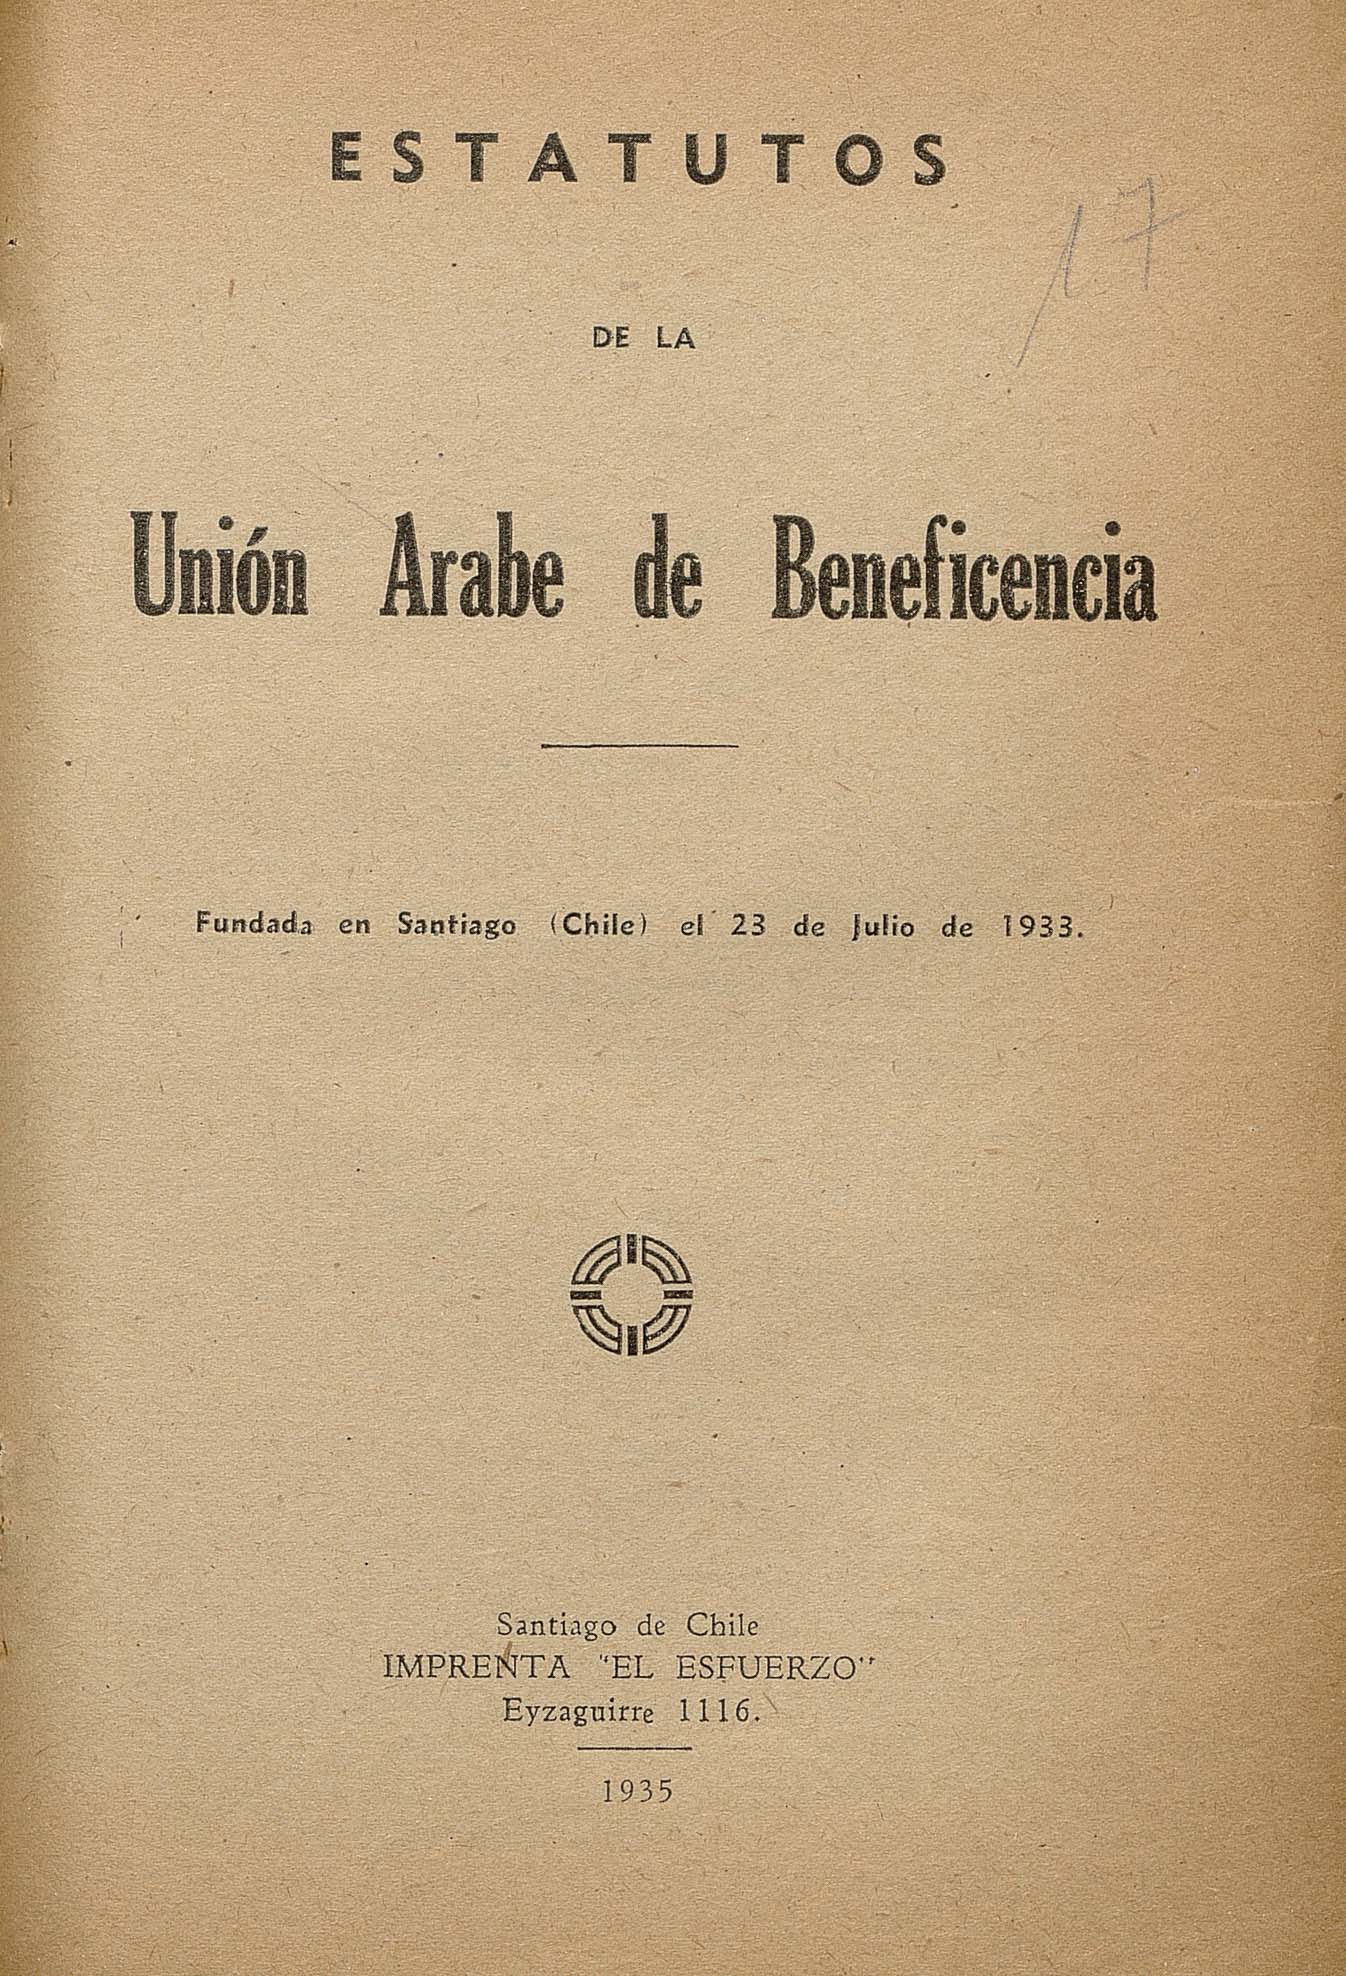 ESTATUTOS
17
DE LA
Unión Arabe de Beneficencia
Fundada en Santiago (Chile) el 23 de Julio de 1933.
Santiago de Chile
IMPRENTA "EL ESFUERZO"
Eyzaguirre 1116.
1935